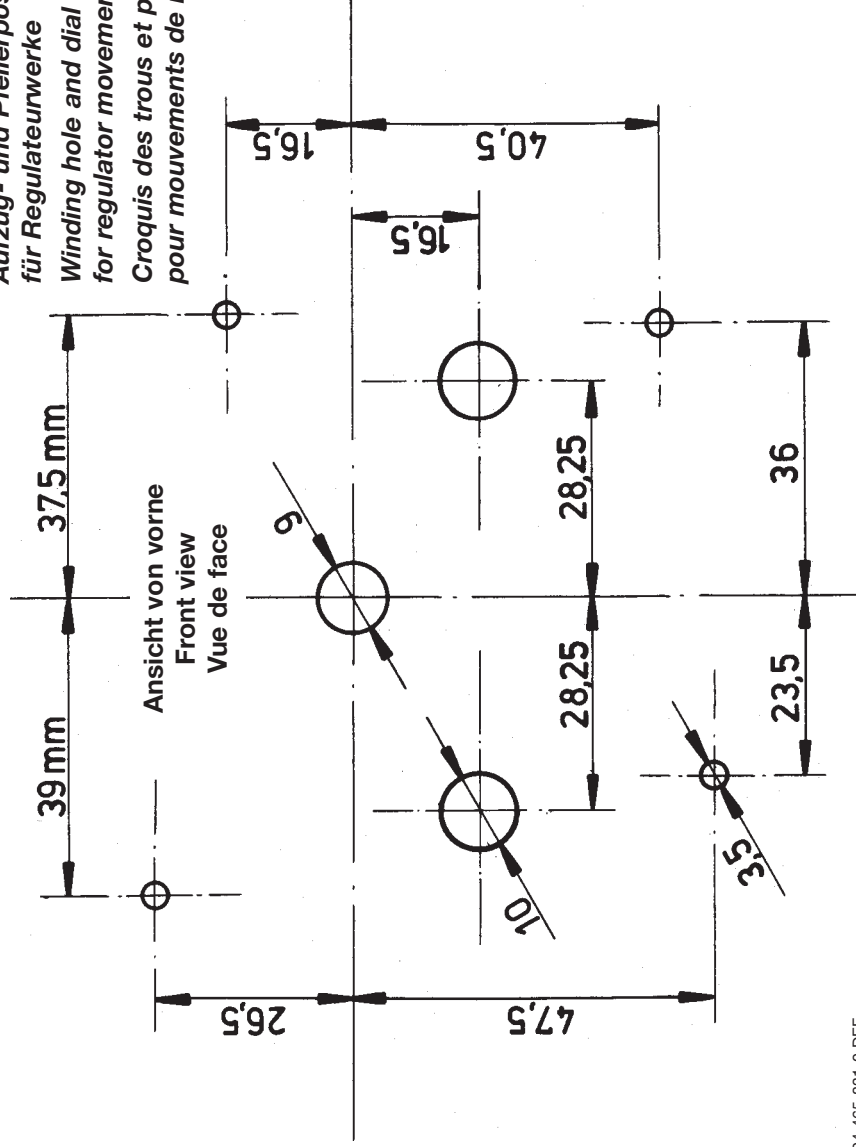 für Regulateurwerke
Winding hole and dial
for regulator
Croquis des trous et
pour mouvements de
39 mm
37,5 mm
Ansicht von vorne
Front view
Vue de face
16,5
40,5
16,5
9
26,5
47,5
10
28,25
28,25
3,5
23,5
36